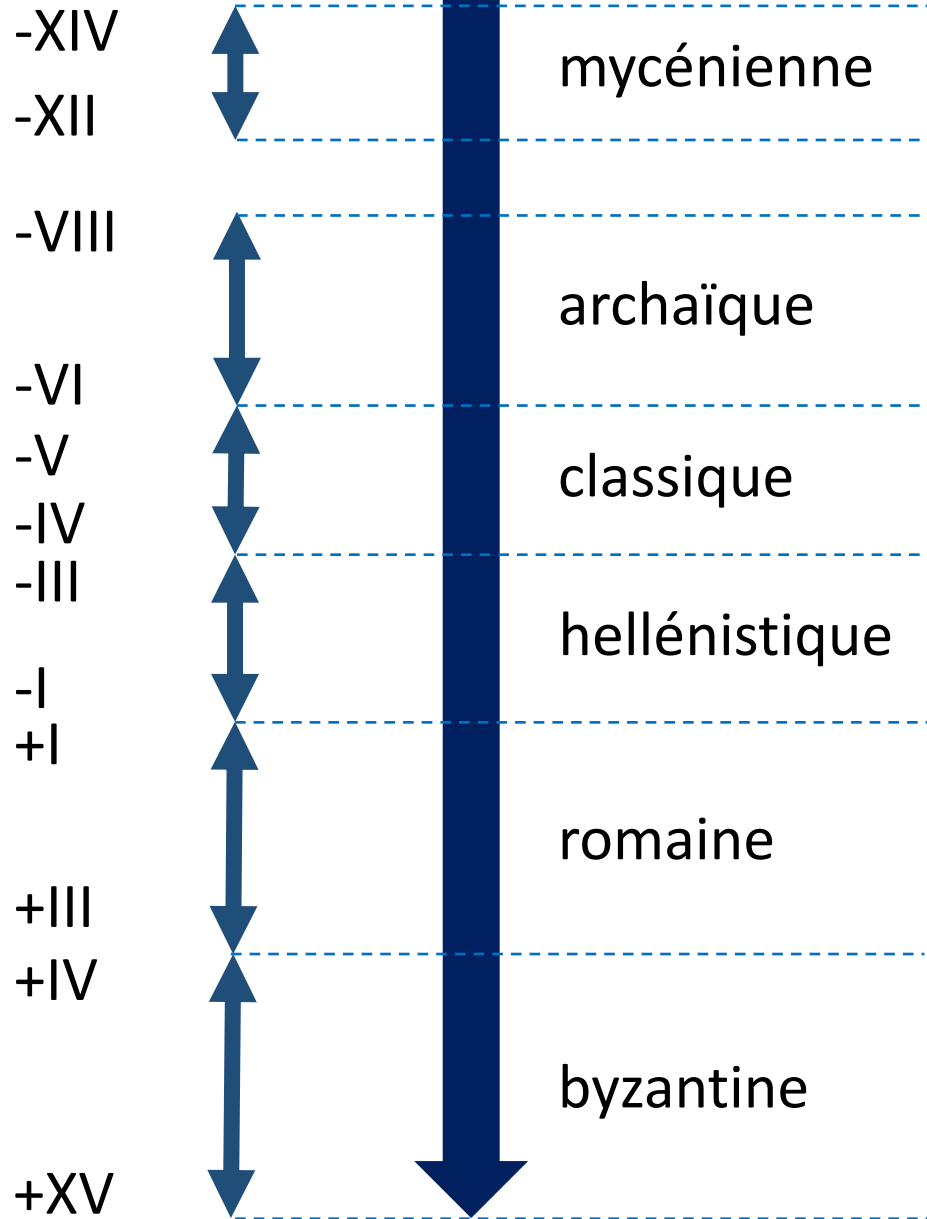 -XIV
mycénienne
-XII
-VIII
archaïque
-VI
-V
classique
-IV
-III
hellénistique
-I
+I
romaine
+III
+IV
byzantine
+XV